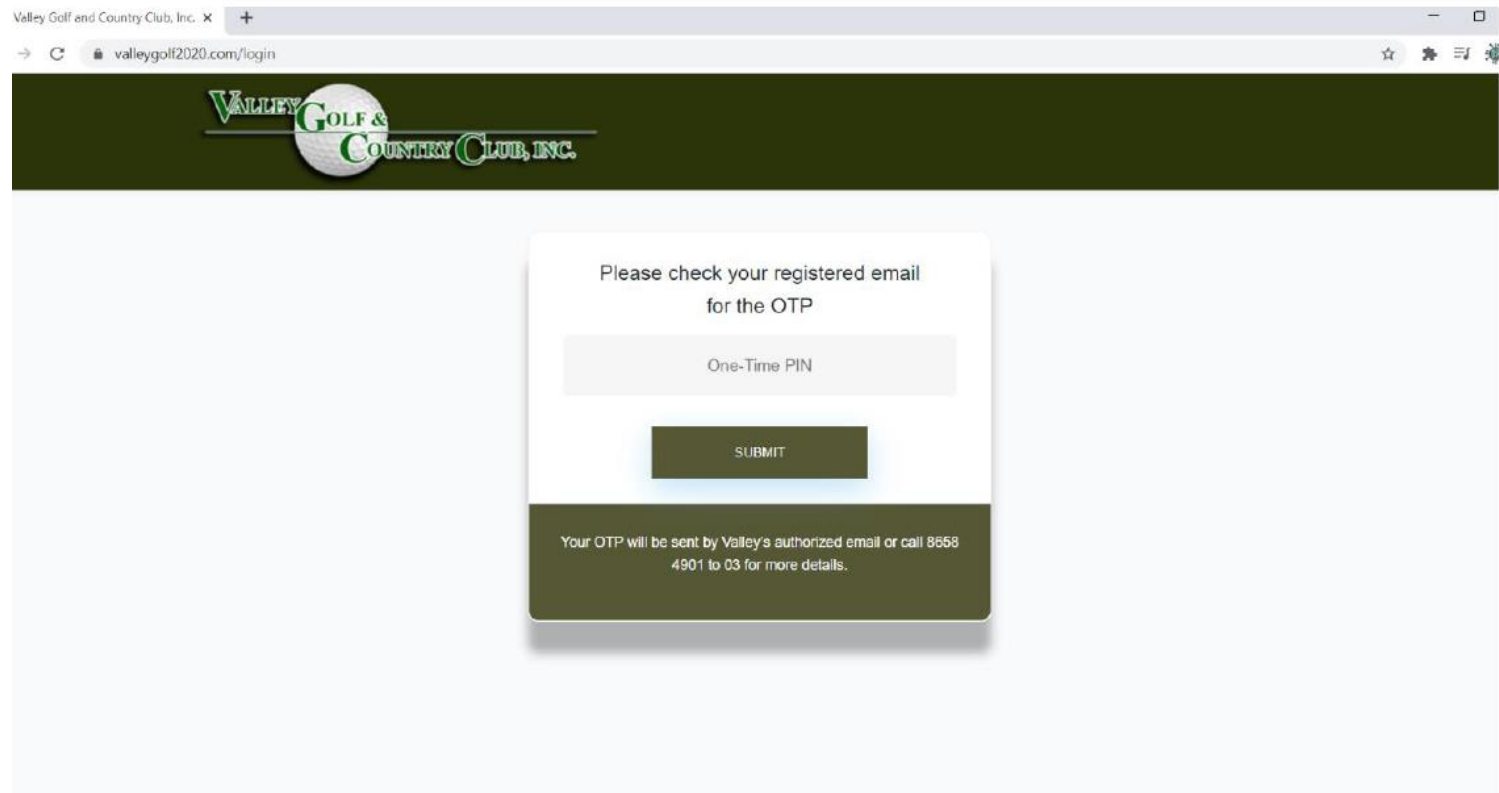 Valley Golf and Country Club, Inc.
valleygolf2020.com/login
VALLEY GOLF &
COUNTRY CLUB, INC.
Please check your registered email
for the OTP
One-Time PIN
SUBMIT
Your OTP will be sent by Valley's authorized email or call 8658
4901 to 03 for more details.